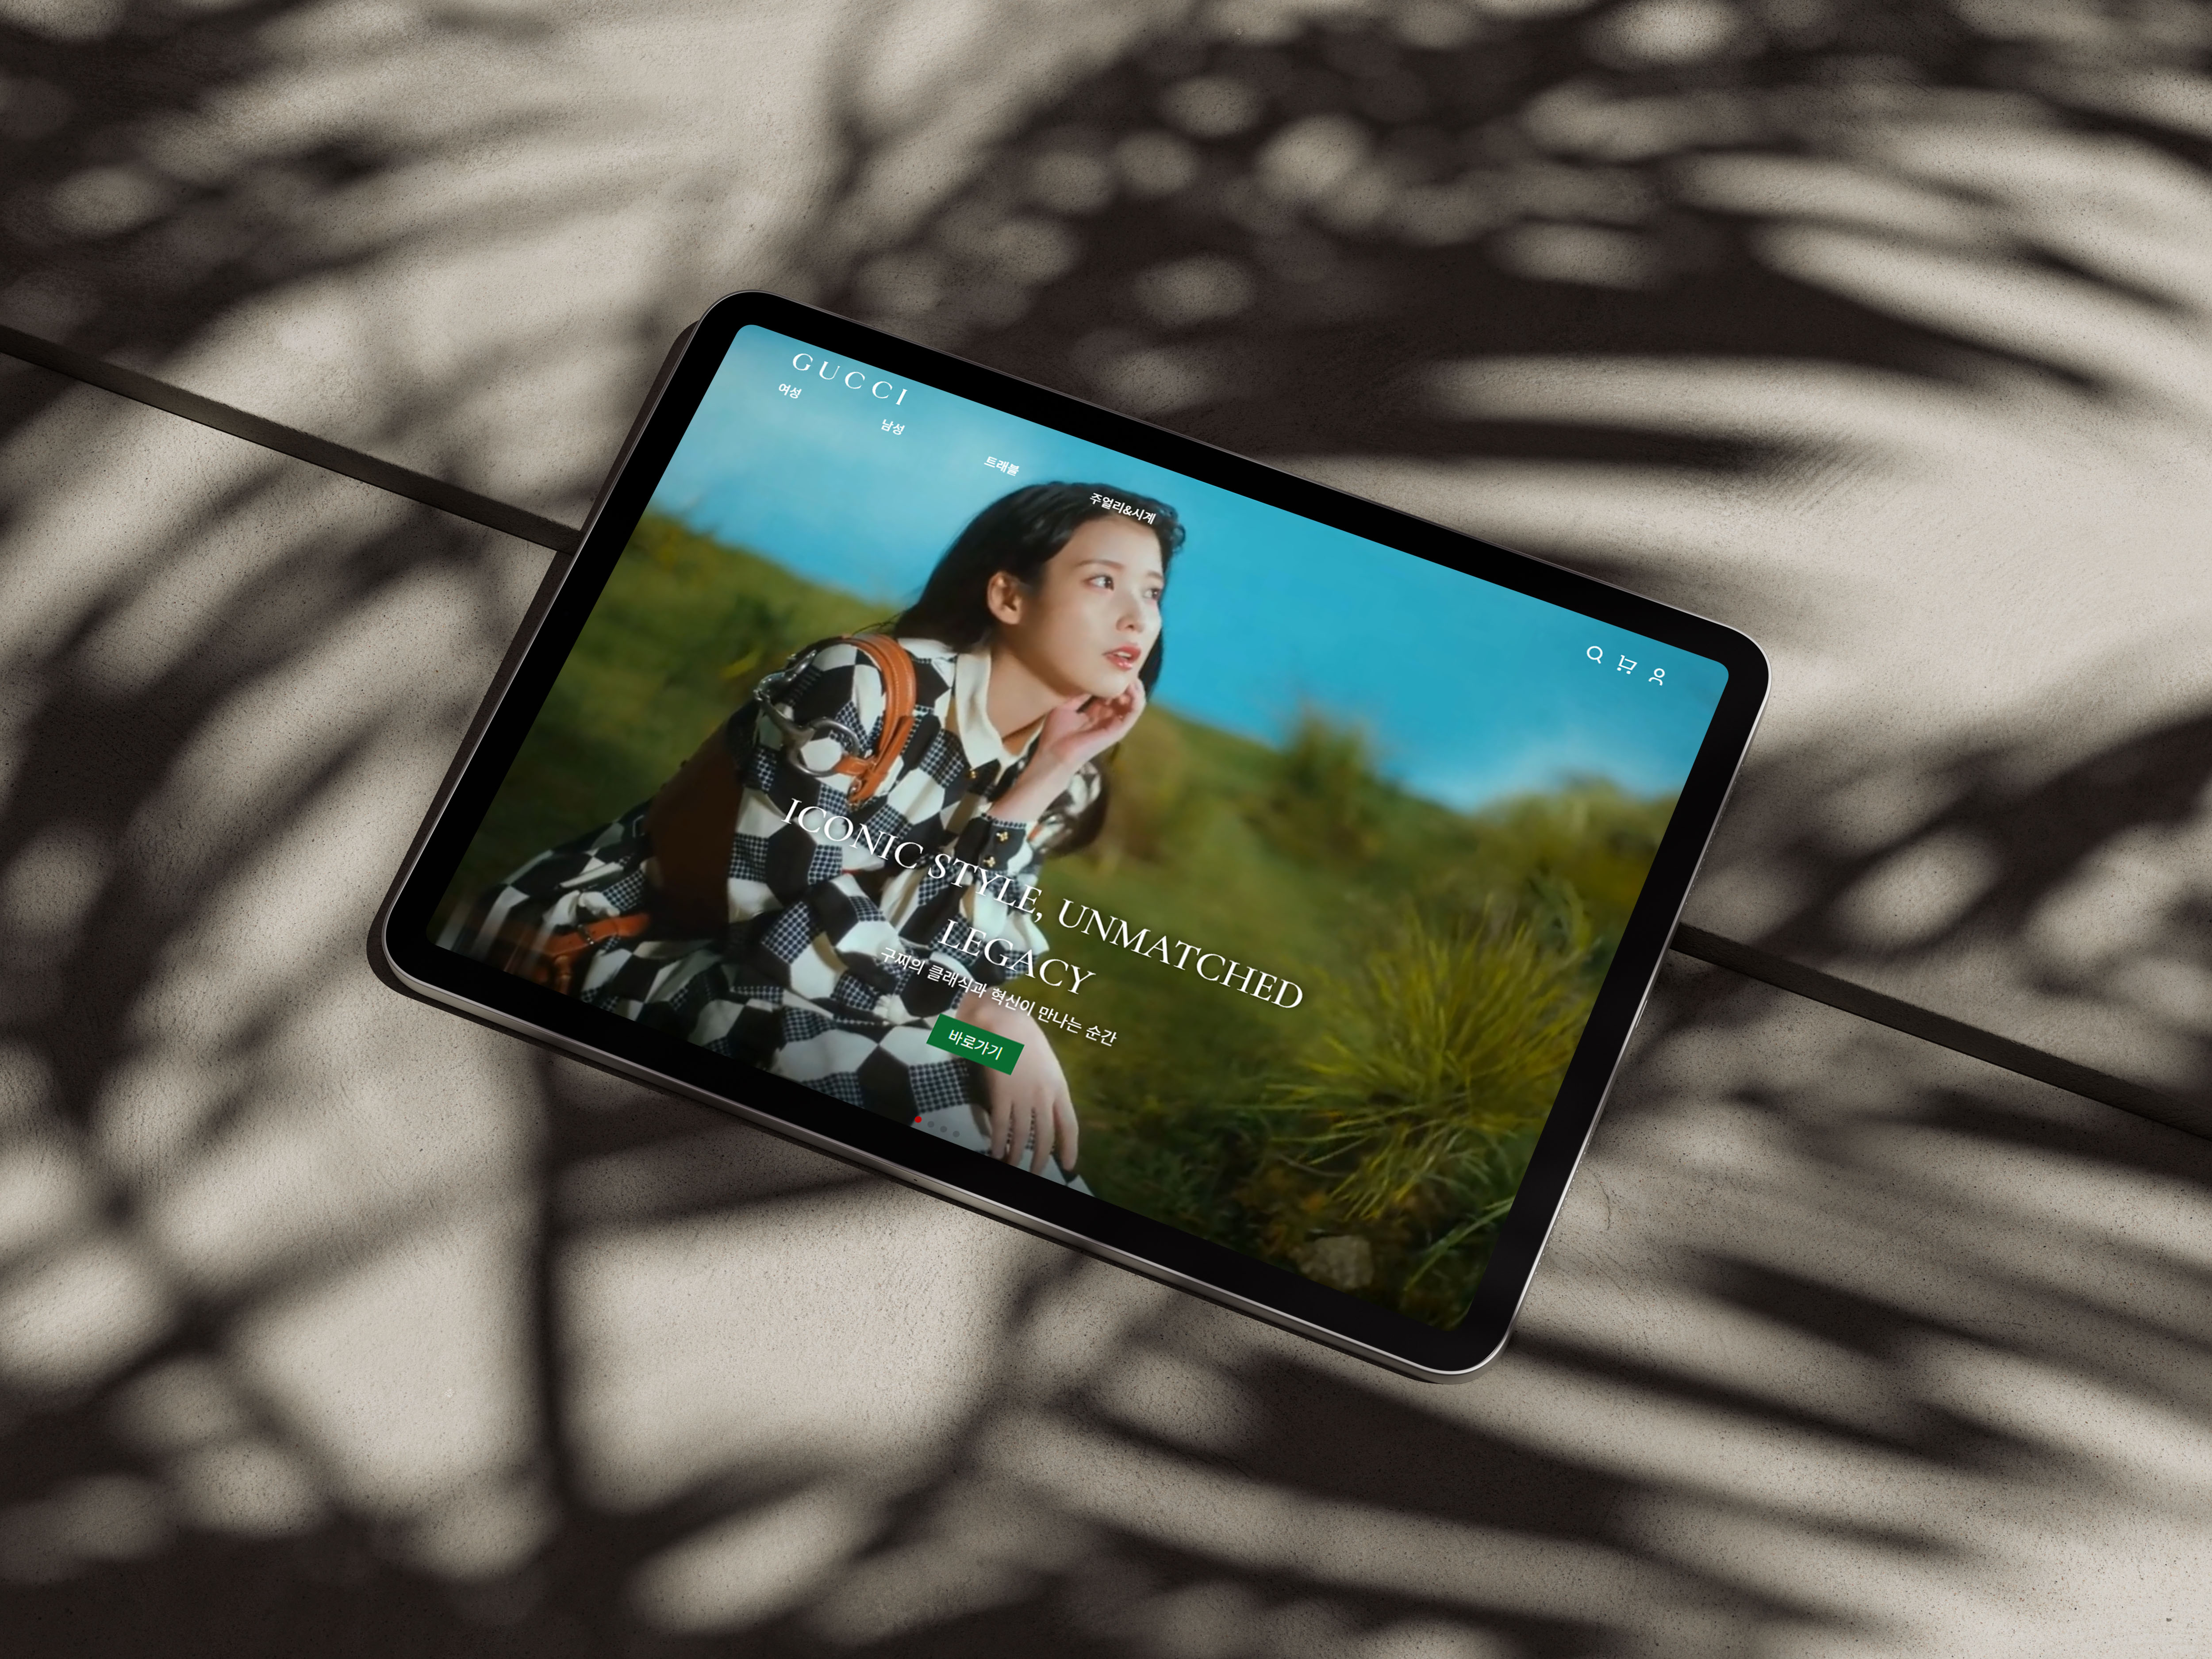 GUCCI
여성
남성
트래블
주얼리&시계
ICONIC STYLE, UNMATCHED
LEGACY
구찌의 클래식과 혁신이 만나는 순간
바로가기